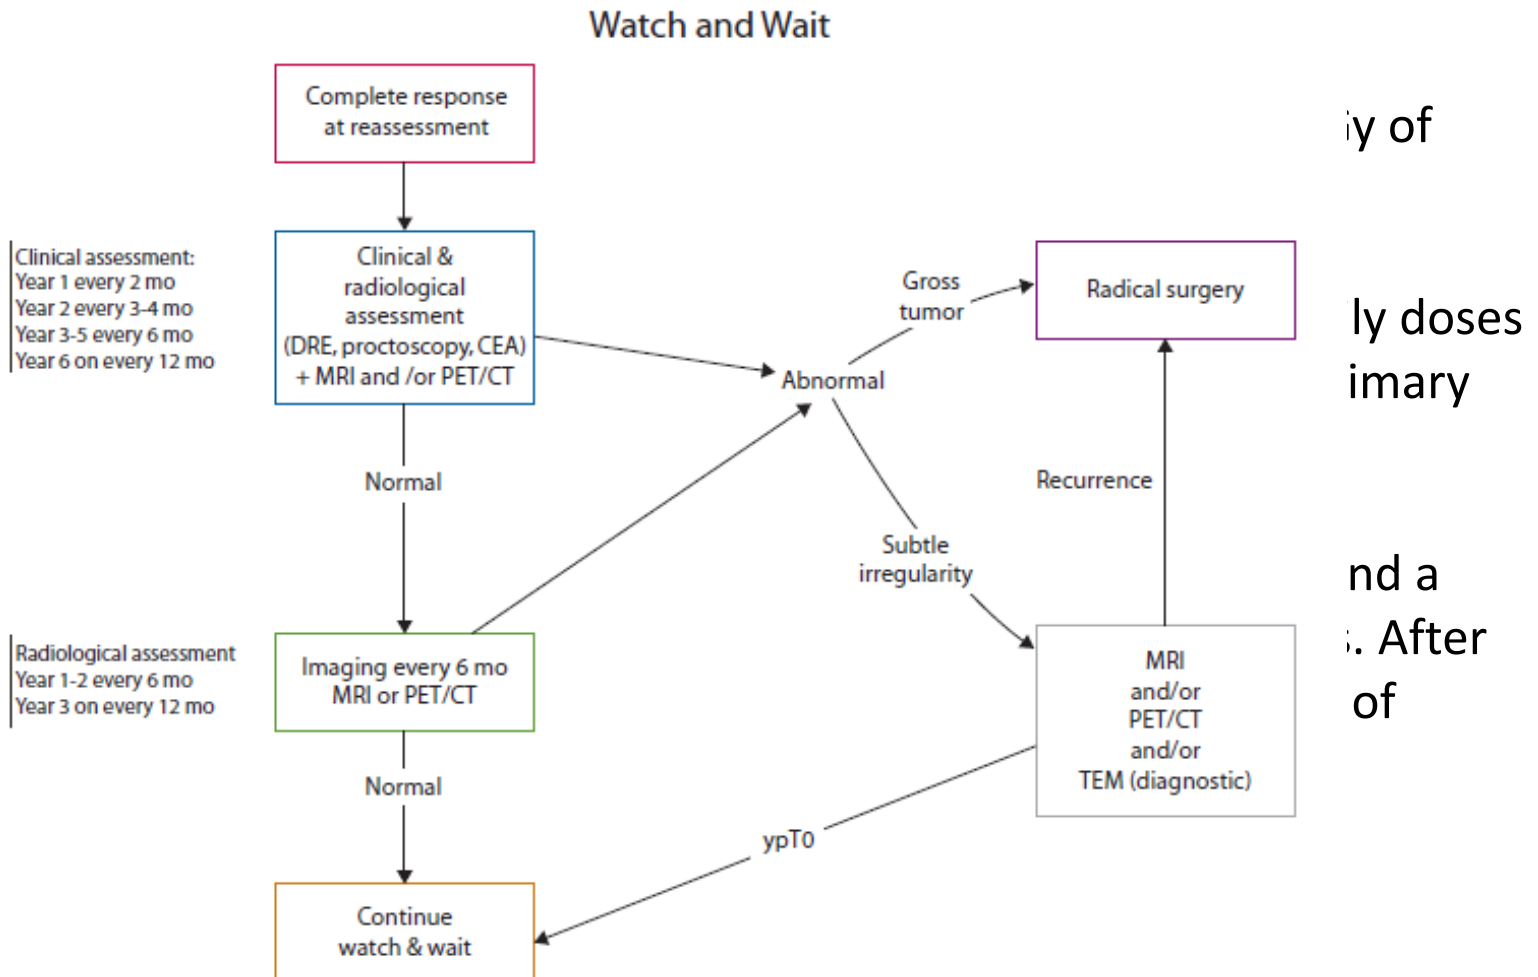 Watch and Wait
Complete response
at reassessment
Clinical assessment:
Year 1 every 2 mo
Year 2 every 3-4 mo
Year 3-5 every 6 mo
Year 6 on every 12 mo
Clinical &
radiological
assessment
(DRE, proctoscopy, CEA)
+ MRI and /or PET/CT
Gross
tumor
Radical surgery
Abnormal
Normal
Recurrence
Subtle
irregularity
Radiological assessment
Year 1-2 every 6 mo
Year 3 on every 12 mo
Imaging every 6 mo
MRI or PET/CT
MRI
and/or
PET/CT
and/or
TEM (diagnostic)
Normal
ypT0
Continue
watch & wait
of
doses
a
After
of